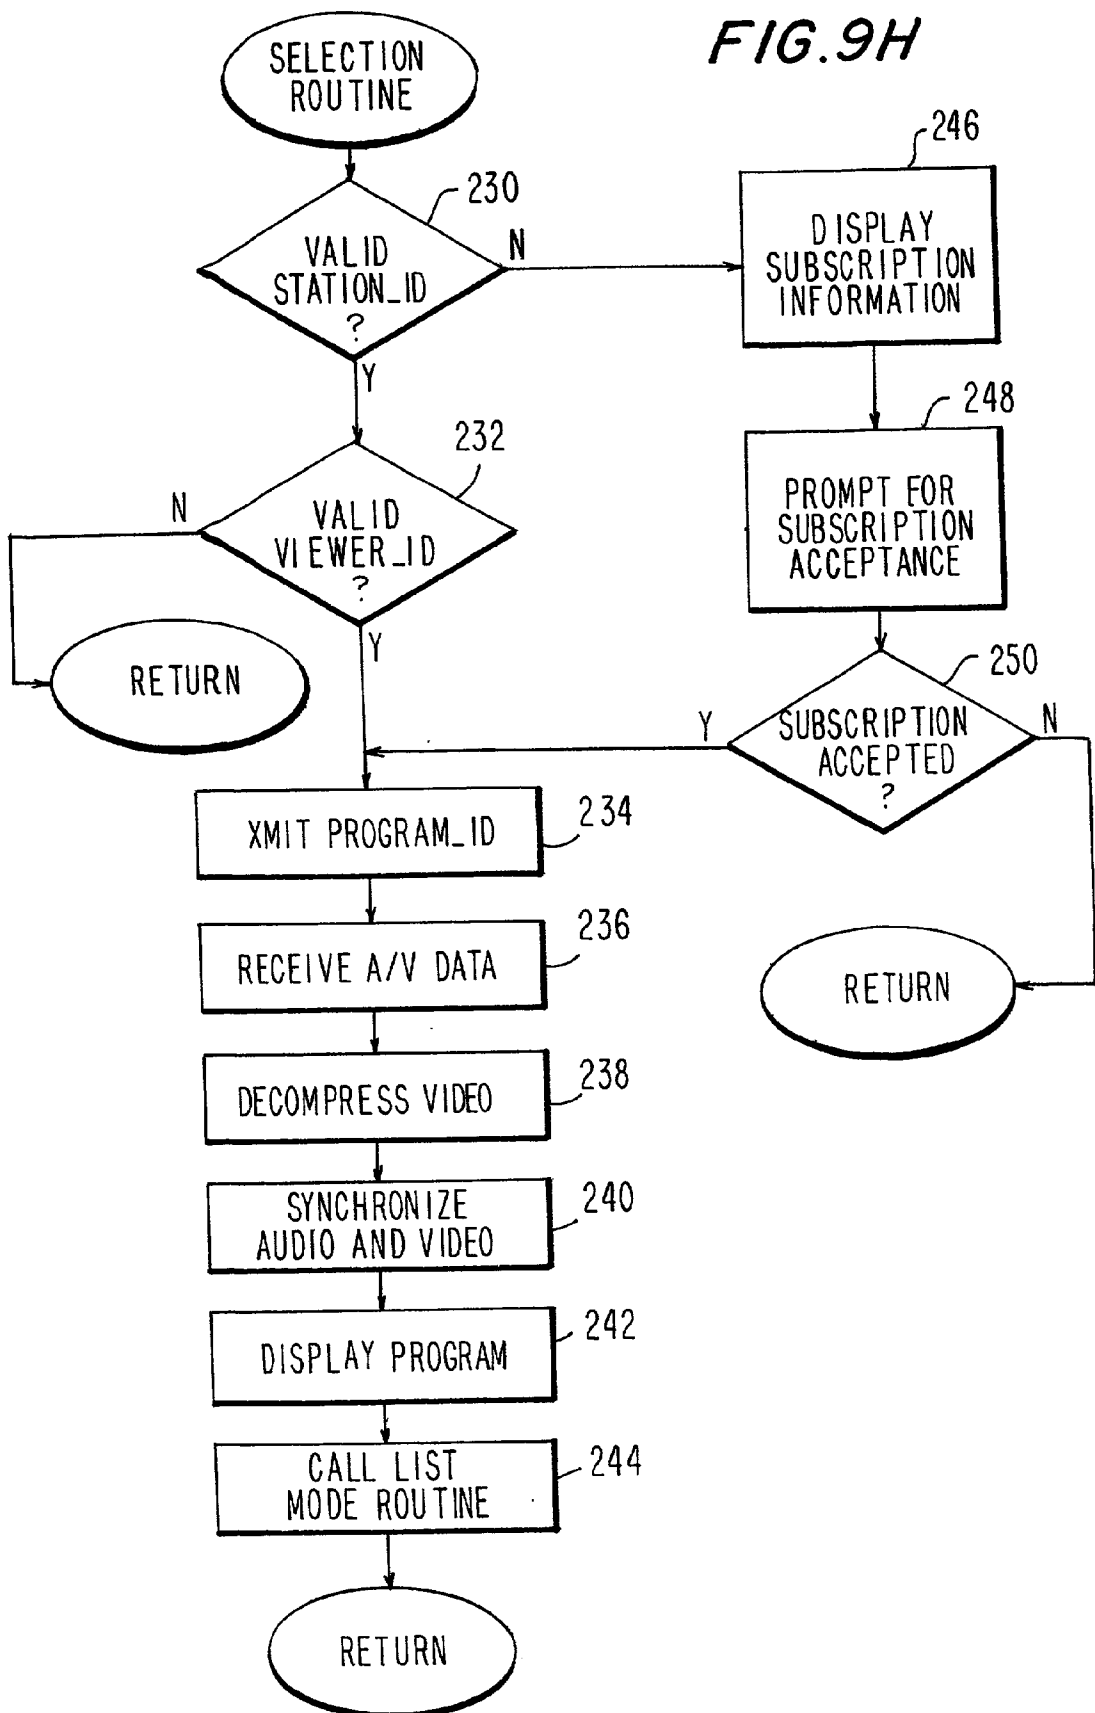 FIG.9H
SELECTION
ROUTINE
230
VALID
STATION_ID
?
N
Y
246
DISPLAY
SUBSCRIPTION
INFORMATION
248
PROMPT FOR
SUBSCRIPTION
ACCEPTANCE
232
VALID
VIEWER_ID
?
N
Y
RETURN
250
SUBSCRIPTION
ACCEPTED
?
Y
N
RETURN
XMIT PROGRAM_ID
234
RECEIVE A/V DATA
236
DECOMPRESS VIDEO
238
SYNCHRONIZE
AUDIO AND VIDEO
240
DISPLAY PROGRAM
242
CALL LIST
MODE ROUTINE
244
RETURN